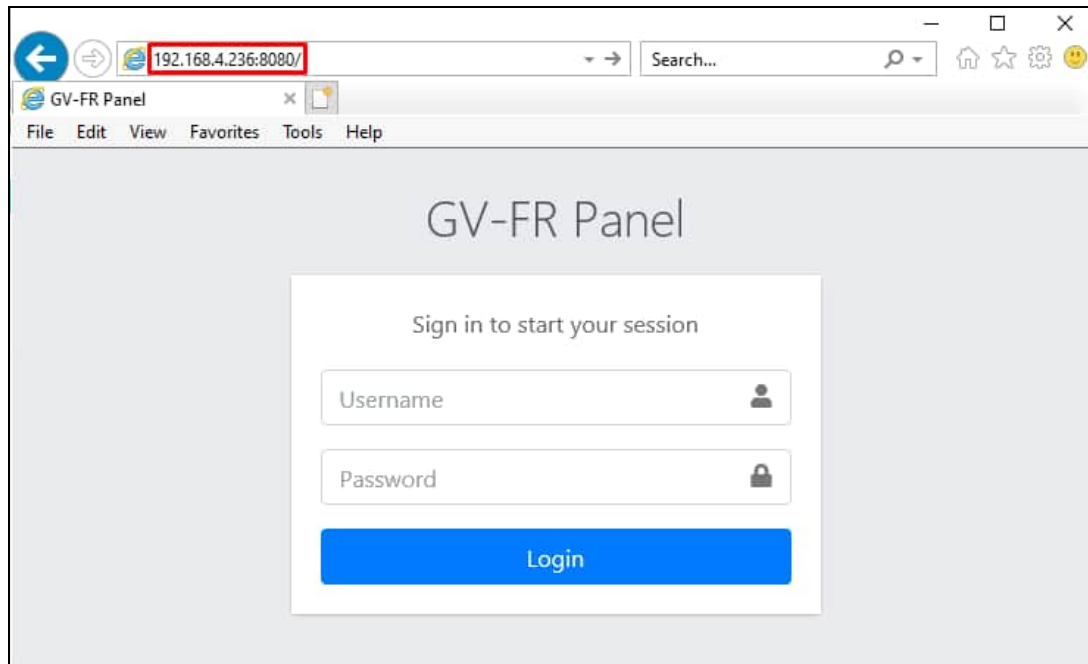 192.168.4.236:8080/
Search...
GV-FR Panel
File Edit View Favorites Tools Help
GV-FR Panel
Sign in to start your session
Username
Password
Login